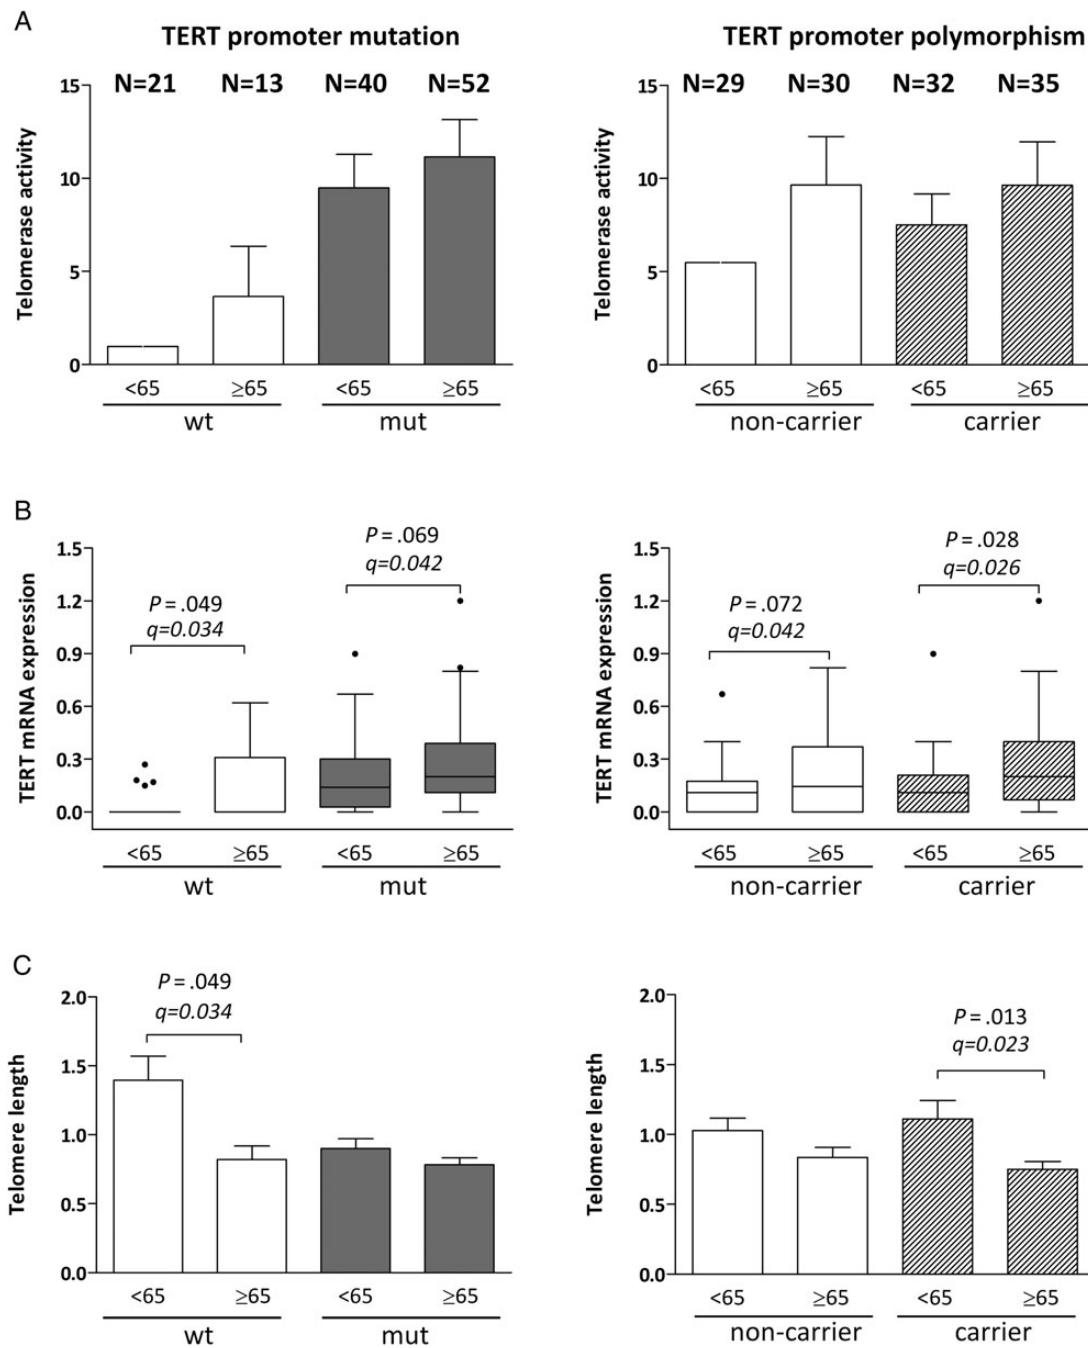 A
TERT promoter mutation
N=21 N=13 N=40 N=52
15
10
5
0
Telomerase activity
<65 ≥65 <65 ≥65
wt mut
TERT promoter polymorphism
N=29 N=30 N=32 N=35
15
10
5
0
Telomerase activity
<65 ≥65 <65 ≥65
non-carrier carrier
B
P = .069
q=0.042
P = .049
q=0.034
1.5
1.2
0.9
0.6
0.3
0.0
TERT mRNA expression
<65 ≥65 <65 ≥65
wt mut
P = .028
q=0.026
P = .072
q=0.042
1.5
1.2
0.9
0.6
0.3
0.0
TERT mRNA expression
<65 ≥65 <65 ≥65
non-carrier carrier
C
P = .049
q=0.034
2.0
1.5
1.0
0.5
0.0
Telomere length
<65 ≥65 <65 ≥65
wt mut
P = .013
q=0.023
2.0
1.5
1.0
0.5
0.0
Telomere length
<65 ≥65 <65 ≥65
non-carrier carrier